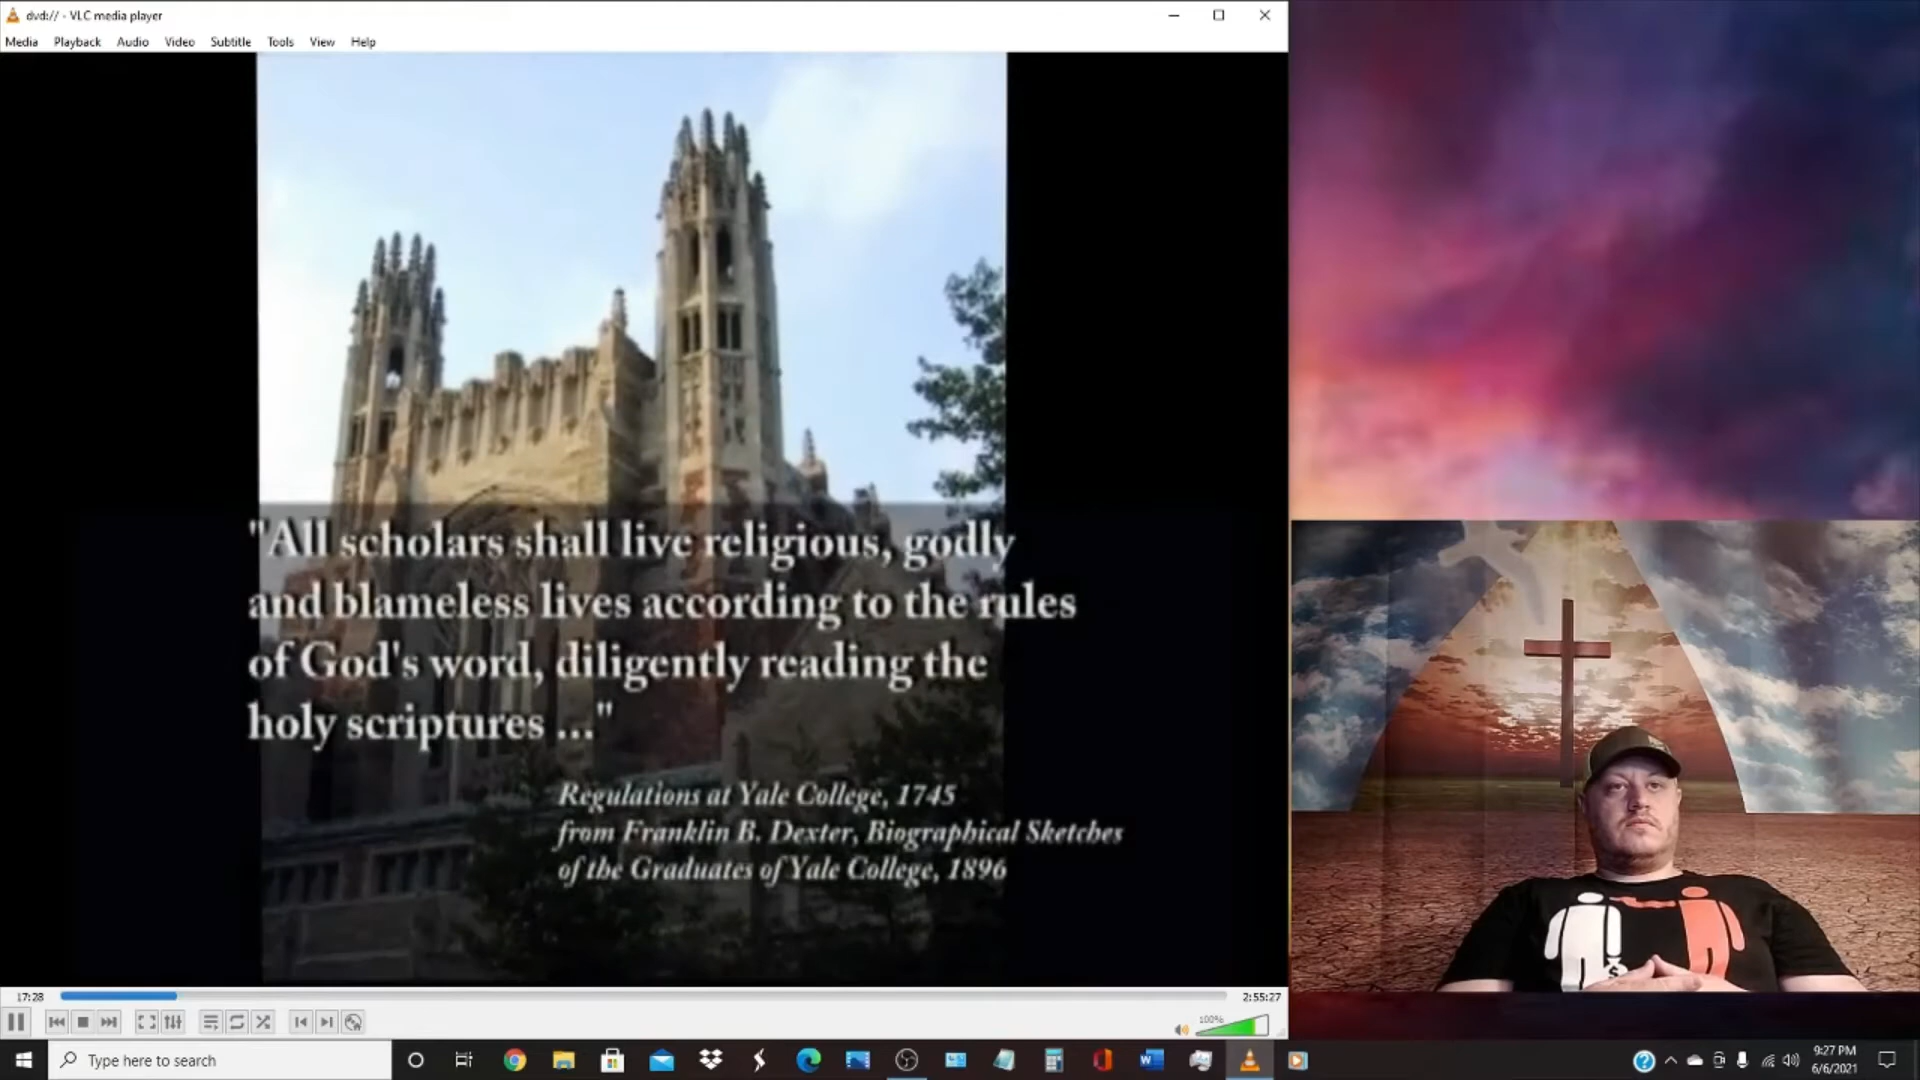 dvd:// - VLC media player
Media Playback Audio Video Subtitle Tools View Help
"All scholars shall live religious, godly
and blameless lives according to the rules
of God's word, diligently reading the
holy scriptures ..."
Regulations at Yale College, 1745
from Franklin B. Dexter, Biographical Sketches
of the Graduates of Yale College, 1896
17:28
2:55:27
100%
Type here to search
9:27 PM
6/6/2021